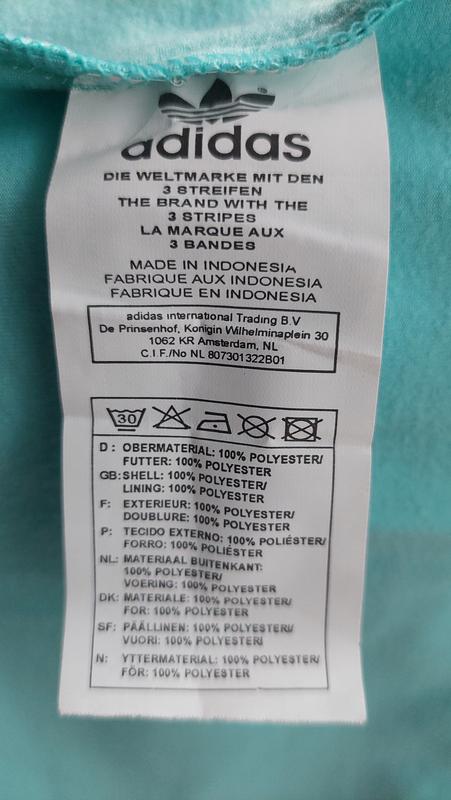 ®
adidas
DIE WELTMARKE MIT DEN
3 STREIFEN
THE BRAND WITH THE
3 STRIPES
LA MARQUE AUX
3 BANDES
MADE IN INDONESIA
FABRIQUE AUX INDONESIA
FABRIQUE EN INDONESIA
adidas international Trading B.V
De Prinsenhof, Konigin Wilhelminaplein 30
1062 KR Amsterdam, NL
C.I.F./No NL 807301322B01
30
D : OBERMATERIAL: 100% POLYESTER/
FUTTER: 100% POLYESTER
GB: SHELL: 100% POLYESTER/
LINING: 100% POLYESTER
F: EXTERIEUR: 100% POLYESTER/
DOUBLURE: 100% POLYESTER
P: TECIDO EXTERNO: 100% POLIÉSTER/
FORRO: 100% POLIÉSTER
NL: MATERIAAL BUITENKANT:
100% POLYESTER/
VOERING: 100% POLYESTER
DK: MATERIALE: 100% POLYESTER/
FOR: 100% POLYESTER
SF: PÄÄLLINEN: 100% POLYESTERI/
VUORI: 100% POLYESTERI
N: YTTERMATERIAL: 100% POLYESTER/
FÖR: 100% POLYESTER